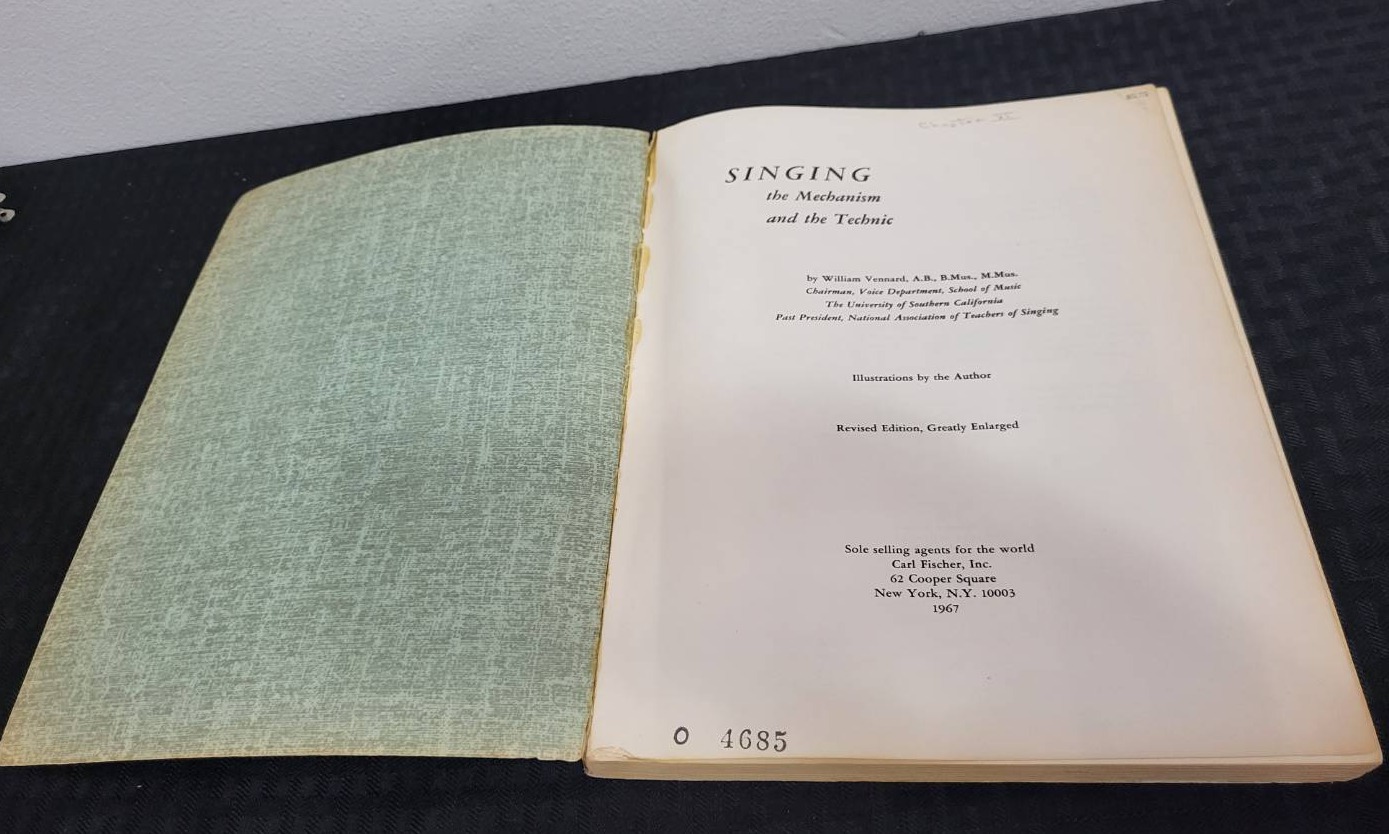 Chapter II
SINGING
the Mechanism
and the Technic
by William Vennard, A.B., B.Mus., M.Mus.
Chairman, Voice Department, School of Music
The University of Southern California
Past President, National Association of Teachers of Singing
Illustrations by the Author
Revised Edition, Greatly Enlarged
Sole selling agents for the world
Carl Fischer, Inc.
62 Cooper Square
New York, N.Y. 10003
1967
O 4685